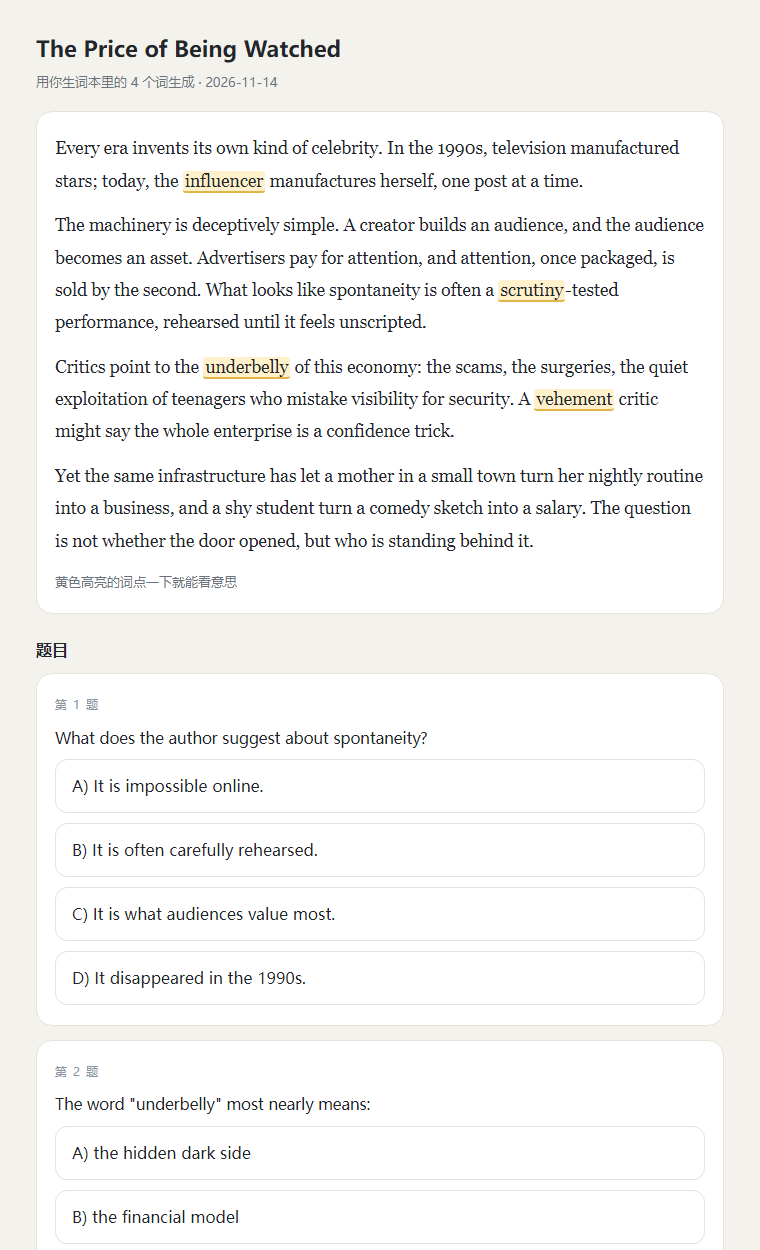 The Price of Being Watched
用你生词本里的 4 个词生成 · 2026-11-14
Every era invents its own kind of celebrity. In the 1990s, television manufactured
stars; today, the influencer manufactures herself, one post at a time.
The machinery is deceptively simple. A creator builds an audience, and the audience
becomes an asset. Advertisers pay for attention, and attention, once packaged, is
sold by the second. What looks like spontaneity is often a scrutiny-tested
performance, rehearsed until it feels unscripted.
Critics point to the underbelly of this economy: the scams, the surgeries, the quiet
exploitation of teenagers who mistake visibility for security. A vehement critic
might say the whole enterprise is a confidence trick.
Yet the same infrastructure has let a mother in a small town turn her nightly routine
into a business, and a shy student turn a comedy sketch into a salary. The question
is not whether the door opened, but who is standing behind it.
黄色高亮的词点一下就能看意思
题目
第 1 题
What does the author suggest about spontaneity?
A) It is impossible online.
B) It is often carefully rehearsed.
C) It is what audiences value most.
D) It disappeared in the 1990s.
第 2 题
The word "underbelly" most nearly means:
A) the hidden dark side
B) the financial model